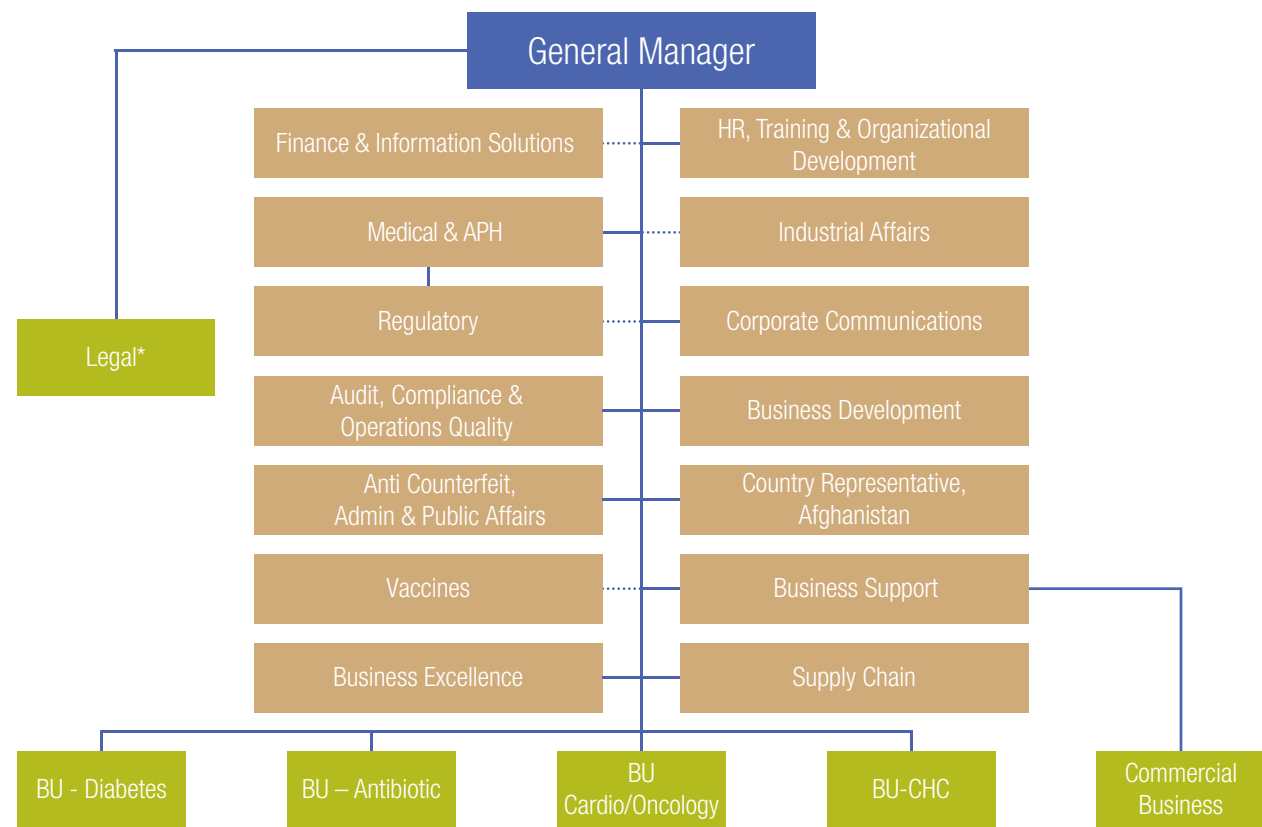 General Manager
Finance & Information Solutions
HR, Training & Organizational
Development
Medical & APH
Industrial Affairs
Regulatory
Corporate Communications
Legal*
Audit, Compliance &
Operations Quality
Business Development
Anti Counterfeit,
Admin & Public Affairs
Country Representative,
Afghanistan
Vaccines
Business Support
Business Excellence
Supply Chain
BU - Diabetes
BU – Antibiotic
BU
Cardio/Oncology
BU-CHC
Commercial
Business